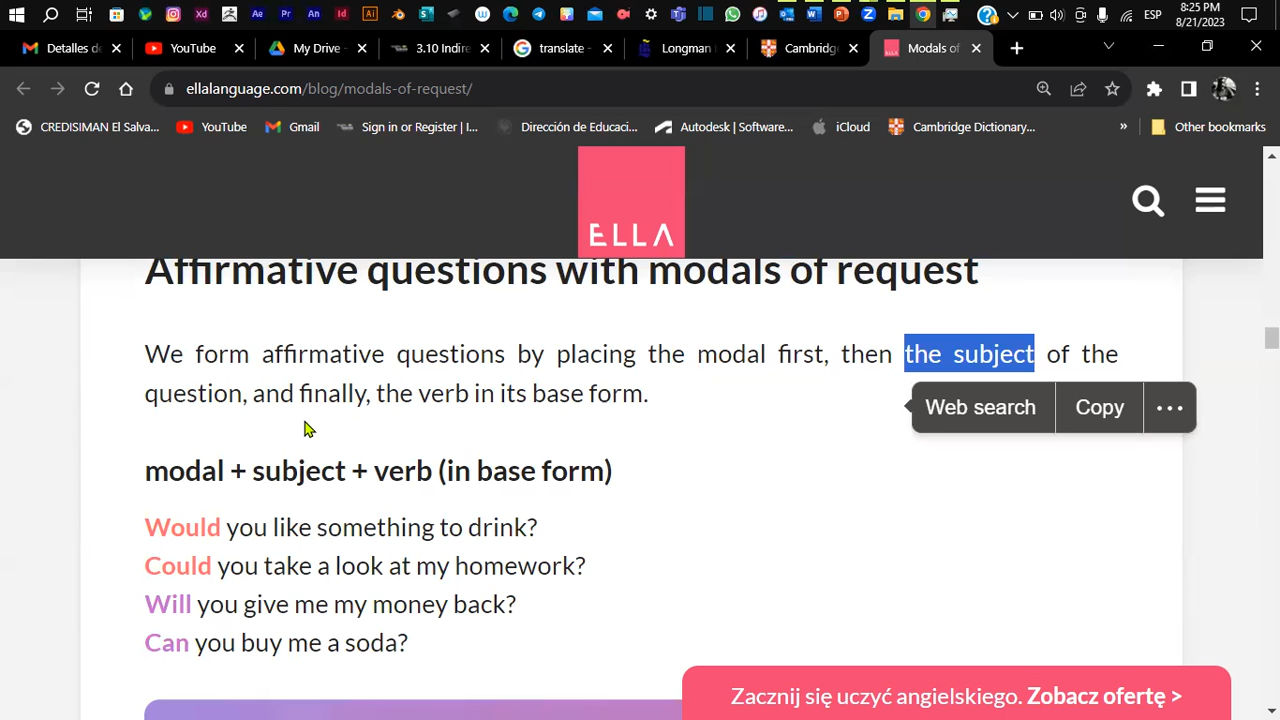 Xd Ae Pr An Id Ai ESP 8:25 PM
8/21/2023
Detalles de YouTube My Drive - 3.10 Indire translate - Longman Cambridg Modals of
ellalanguage.com/blog/modals-of-request/
CREDISIMAN El Salva... YouTube Gmail Sign in or Register | I... Dirección de Educaci... Autodesk | Software... iCloud Cambridge Dictionary... » Other bookmarks
ELLA
Affirmative questions with modals of request
We form affirmative questions by placing the modal first, then the subject of the
question, and finally, the verb in its base form.
Web search Copy ...
modal + subject + verb (in base form)
Would you like something to drink?
Could you take a look at my homework?
Will you give me my money back?
Can you buy me a soda?
Zacznij się uczyć angielskiego. Zobacz ofertę >